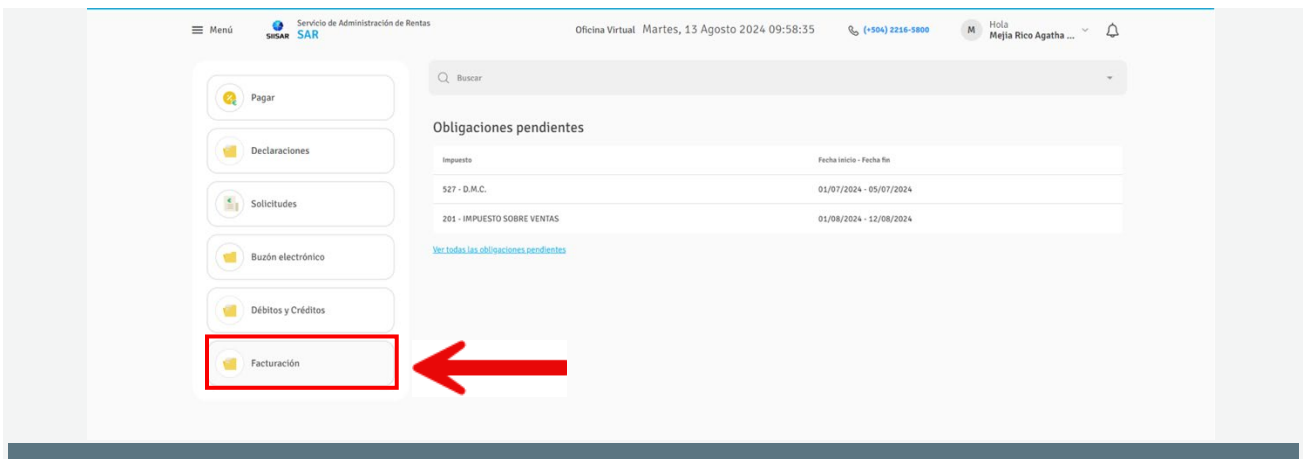 Menú
SIISAR
Servicio de Administración de Rentas
SAR
Oficina Virtual Martes, 13 Agosto 2024 09:58:35
(+504) 2216-5800
M
Hola
Mejia Rico Agatha ...
Buscar
Pagar
Declaraciones
Solicitudes
Buzón electrónico
Débitos y Créditos
Facturación
Obligaciones pendientes
Impuesto Fecha inicio - Fecha fin
527 - D.M.C. 01/07/2024 - 05/07/2024
201 - IMPUESTO SOBRE VENTAS 01/08/2024 - 12/08/2024
Ver todas las obligaciones pendientes